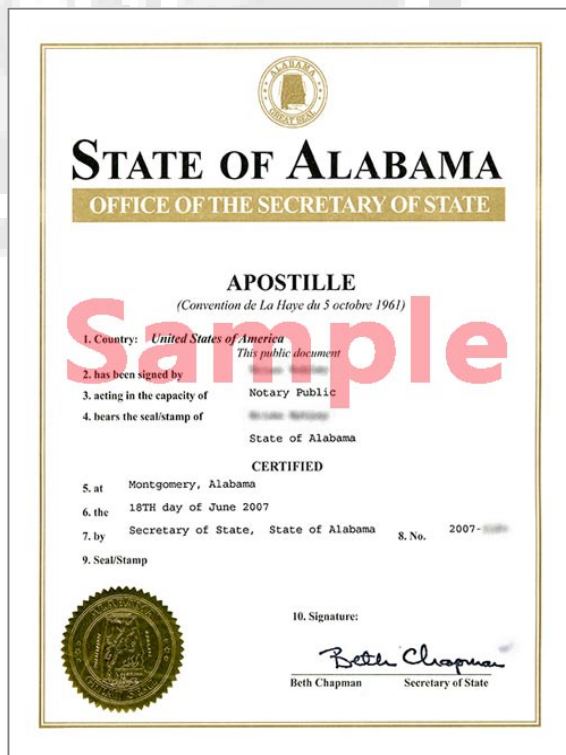 ALABAMA
GREAT SEAL
STATE OF ALABAMA
OFFICE OF THE SECRETARY OF STATE
APOSTILLE
(Convention de La Haye du 5 octobre 1961)
Sample
1. Country: United States of America
This public document
2. has been signed by
3. acting in the capacity of Notary Public
4. bears the seal/stamp of
State of Alabama
CERTIFIED
5. at Montgomery, Alabama
6. the 18TH day of June 2007
7. by Secretary of State, State of Alabama 8. No. 2007-
9. Seal/Stamp
10. Signature:
Beth Chapman
Beth Chapman Secretary of State